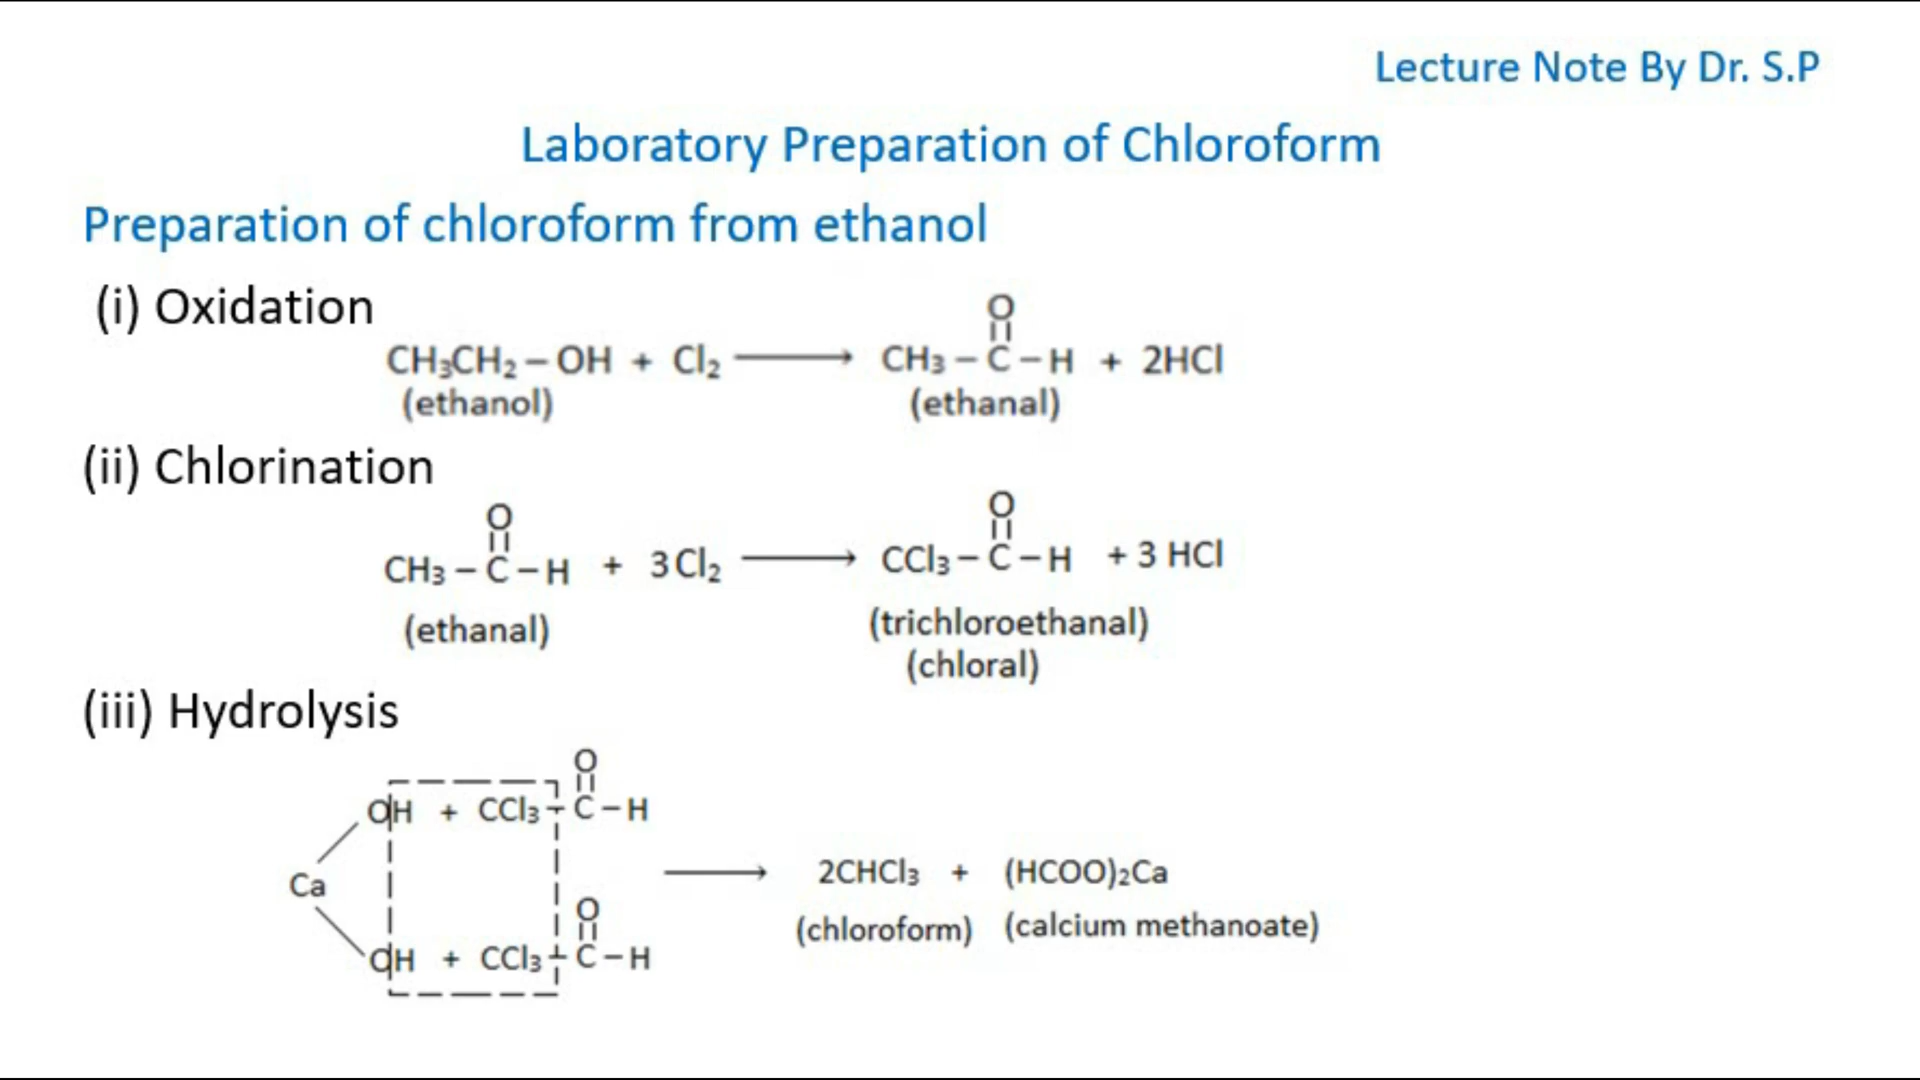 Lecture Note By Dr. S.P
Laboratory Preparation of Chloroform
Preparation of chloroform from ethanol
(i) Oxidation
O
CH₃CH₂ – OH + Cl₂ ⟶ CH₃ – C – H + 2HCl
(ethanol) (ethanal)
(ii) Chlorination
O O
CH₃ – C – H + 3 Cl₂ ⟶ CCl₃ – C – H + 3 HCl
(ethanal) (trichloroethanal)
(chloral)
(iii) Hydrolysis
O
OH + CCl₃ – C – H
Ca ⟶ 2CHCl₃ + (HCOO)₂Ca
(chloroform) (calcium methanoate)
O
OH + CCl₃ – C – H